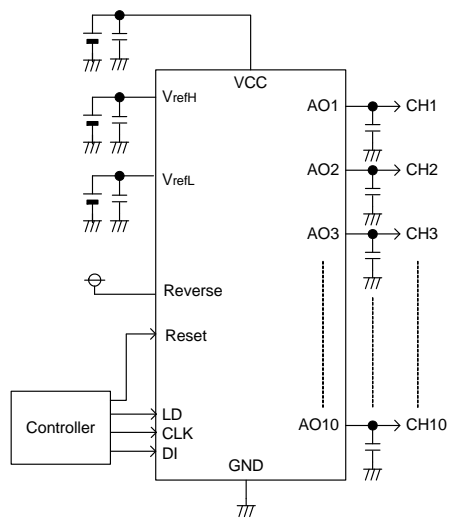 VCC
VrefH
AO1
CH1
VrefL
AO2
CH2
AO3
CH3
Reverse
Reset
Controller
LD
CLK
DI
AO10
CH10
GND